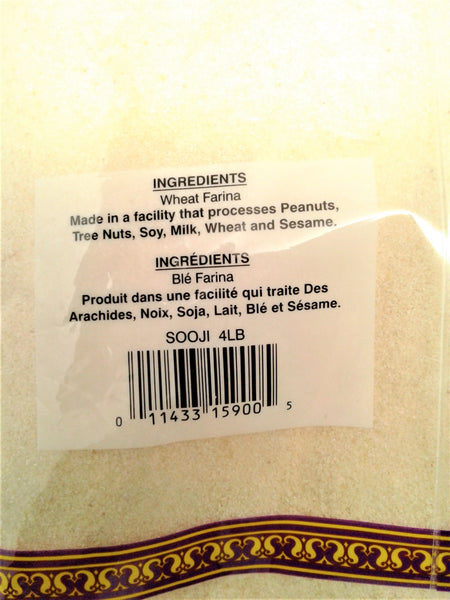 INGREDIENTS
Wheat Farina
Made in a facility that processes Peanuts,
Tree Nuts, Soy, Milk, Wheat and Sesame.
INGRÉDIENTS
Blé Farina
Produit dans une facilité qui traite Des
Arachides, Noix, Soja, Lait, Blé et Sésame.
SOOJI 4LB
0 11433 15900 5